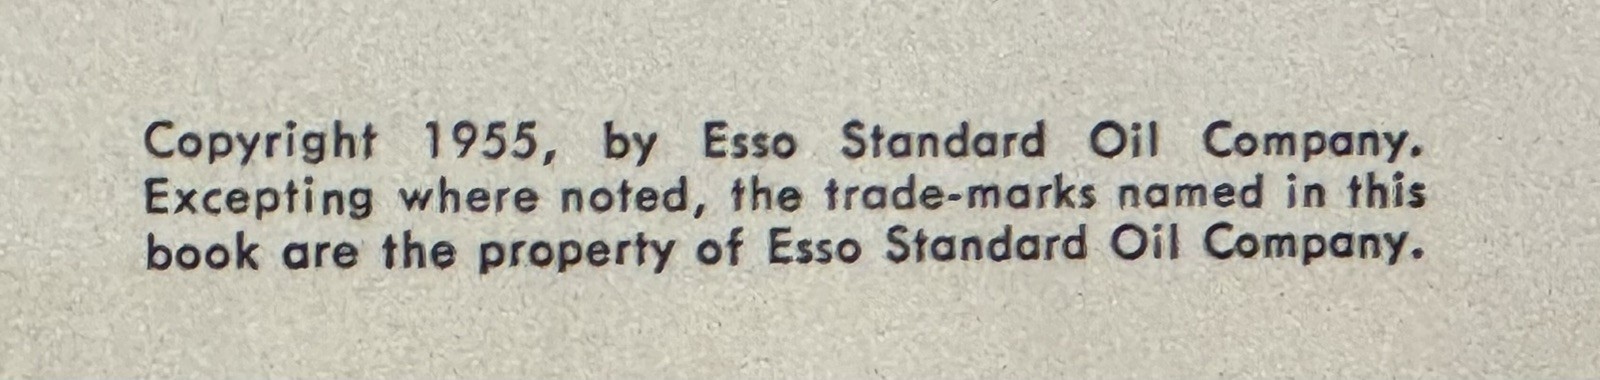 Copyright 1955, by Esso Standard Oil Company.
Excepting where noted, the trade-marks named in this
book are the property of Esso Standard Oil Company.